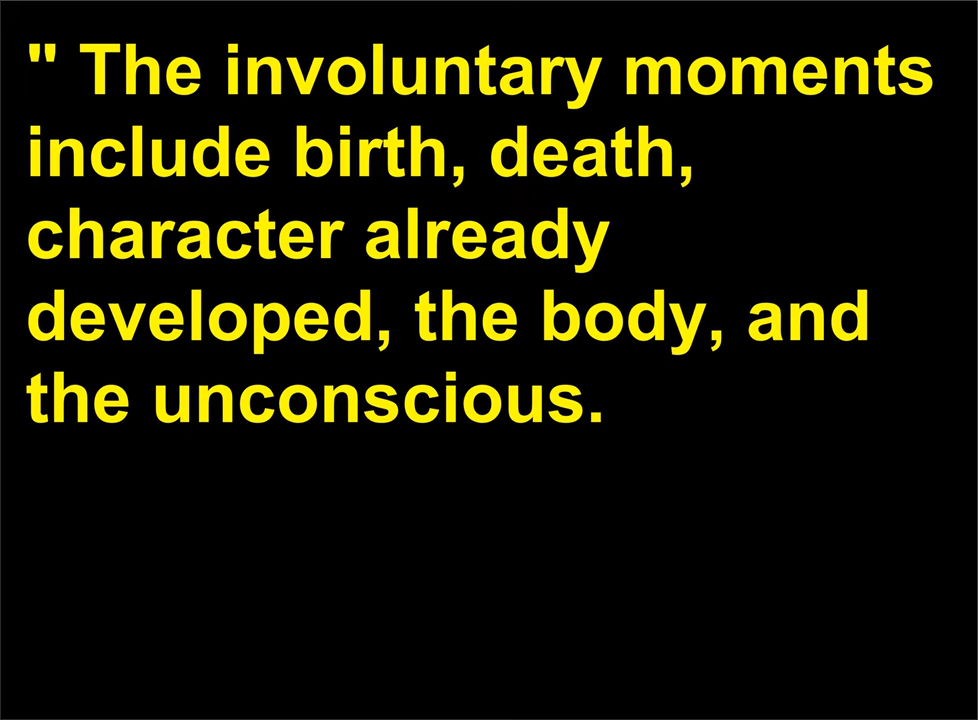 " The involuntary moments
include birth, death,
character already
developed, the body, and
the unconscious.